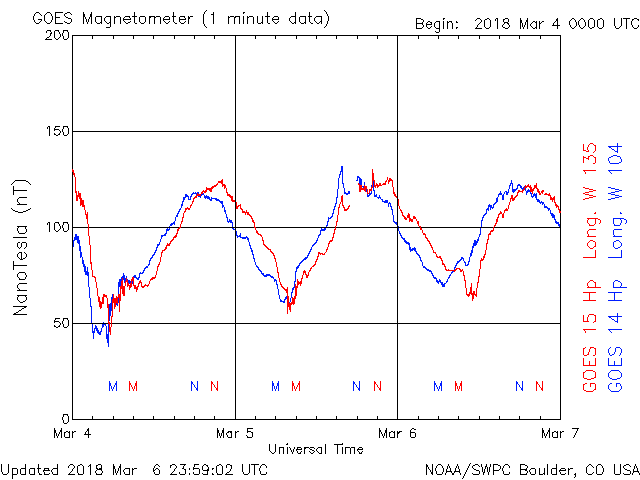 GOES Magnetometer (1 minute data)
Begin: 2018 Mar 4 0000 UTC
200
150
100
50
0
NanoTesla (nT)
M M N N M M N N M M N N
Mar 4 Mar 5 Mar 6 Mar 7
Universal Time
GOES 15 Hp Long. W 135
GOES 14 Hp Long. W 104
Updated 2018 Mar 6 23:59:02 UTC
NOAA/SWPC Boulder, CO USA